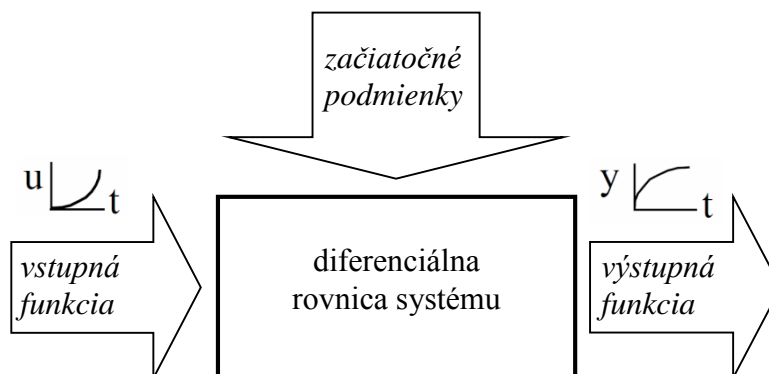 začiatočné
podmienky
u
t
y
t
vstupná
funkcia
diferenciálna
rovnica systému
výstupná
funkcia